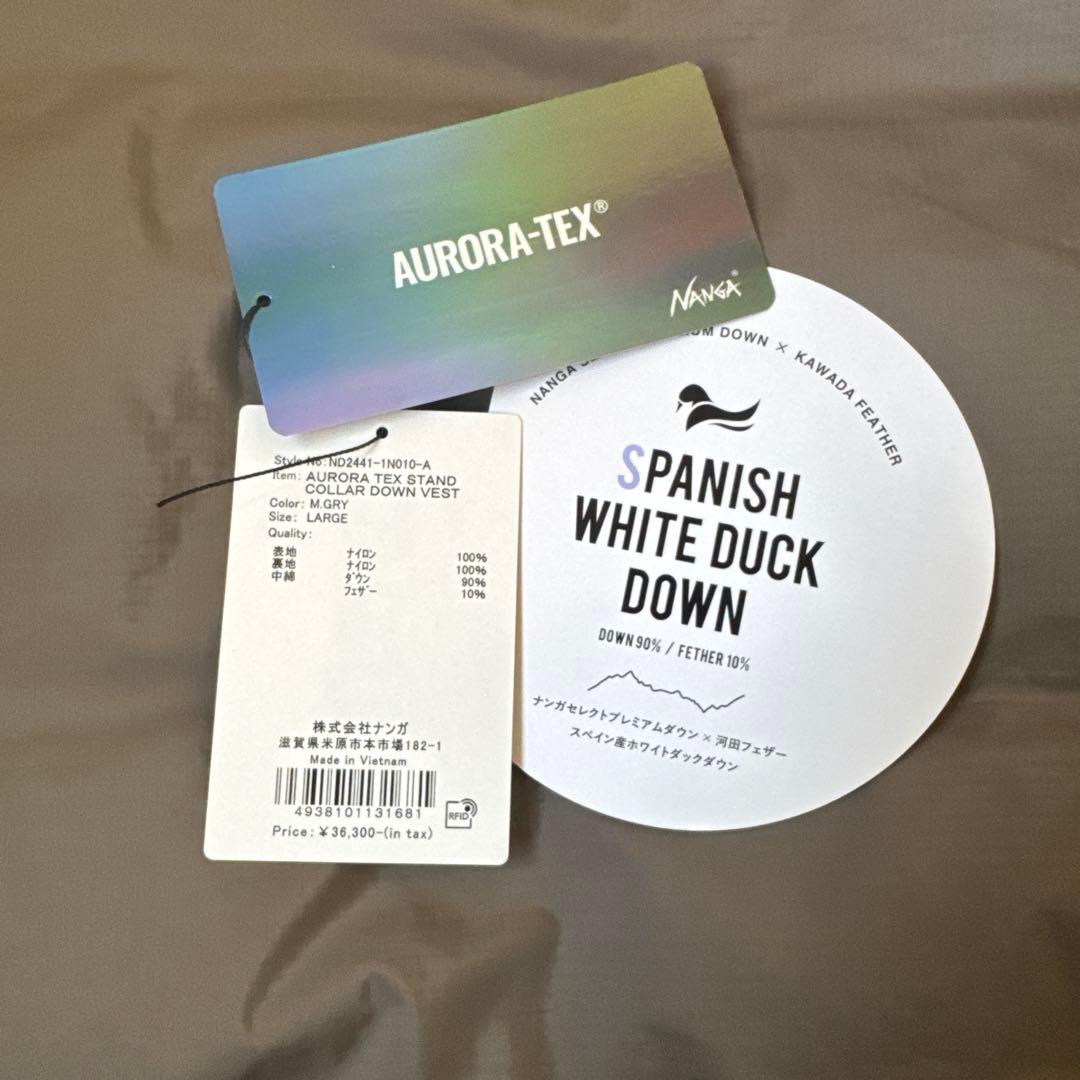 AURORA-TEX®
NANGA®
NANGA DOWN × KAWADA FEATHER
SPANISH
WHITE DUCK
DOWN
DOWN 90% / FETHER 10%
ナンガセレクトプレミアムダウン × 河田フェザー
スペイン産ホワイトダックダウン
Style No:ND2441-1N010-A
Item: AURORA TEX STAND
COLLAR DOWN VEST
Color: M.GRY
Size: LARGE
Quality:
表地 ナイロン 100%
裏地 ナイロン 100%
中綿 ダウン 90%
フェザー 10%
株式会社ナンガ
滋賀県米原市本市場182-1
Made in Vietnam
4938101131681
RFID
Price: ¥36,300-(in tax)